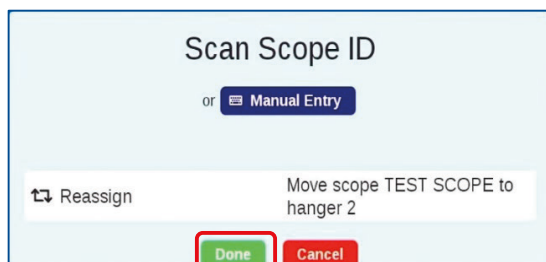 Scan Scope ID
or Manual Entry
Reassign
Move scope TEST SCOPE to
hanger 2
Done Cancel